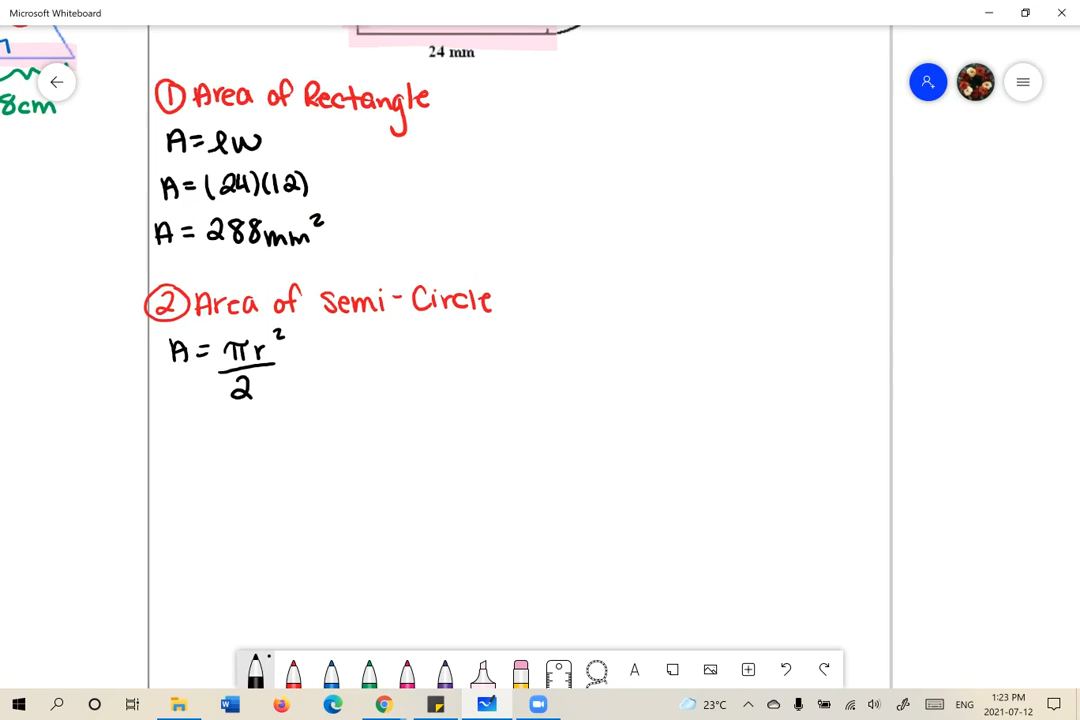 Microsoft Whiteboard
8cm
24 mm
① Area of Rectangle
A = lw
A = (24)(12)
A = 288mm²
② Area of Semi-Circle
A = πr²
2
A
W
23°C
ENG
1:23 PM
2021-07-12